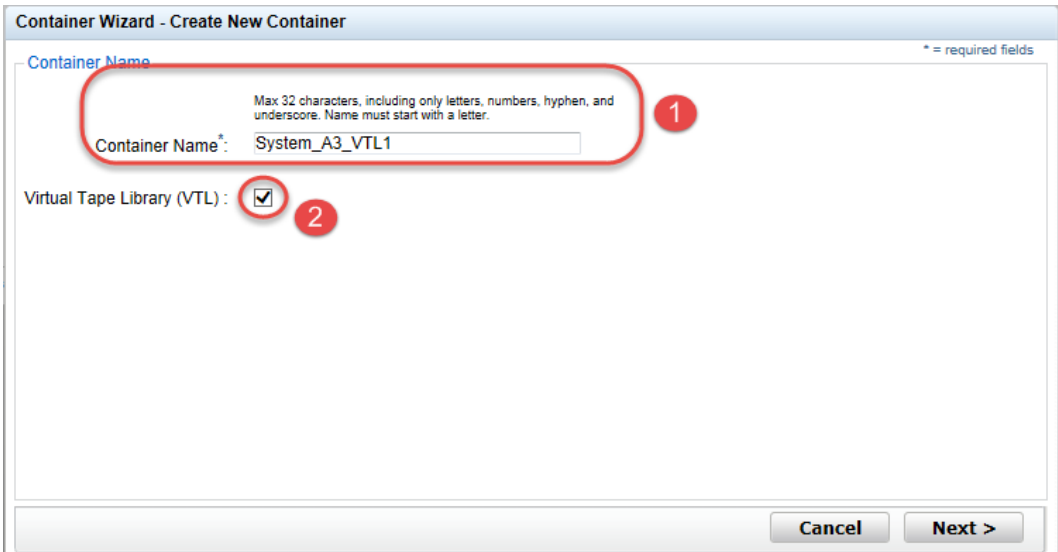 Container Wizard - Create New Container
* = required fields
Container Name
Max 32 characters, including only letters, numbers, hyphen, and
underscore. Name must start with a letter.
1
Container Name*: System_A3_VTL1
Virtual Tape Library (VTL) :
2
Cancel Next >